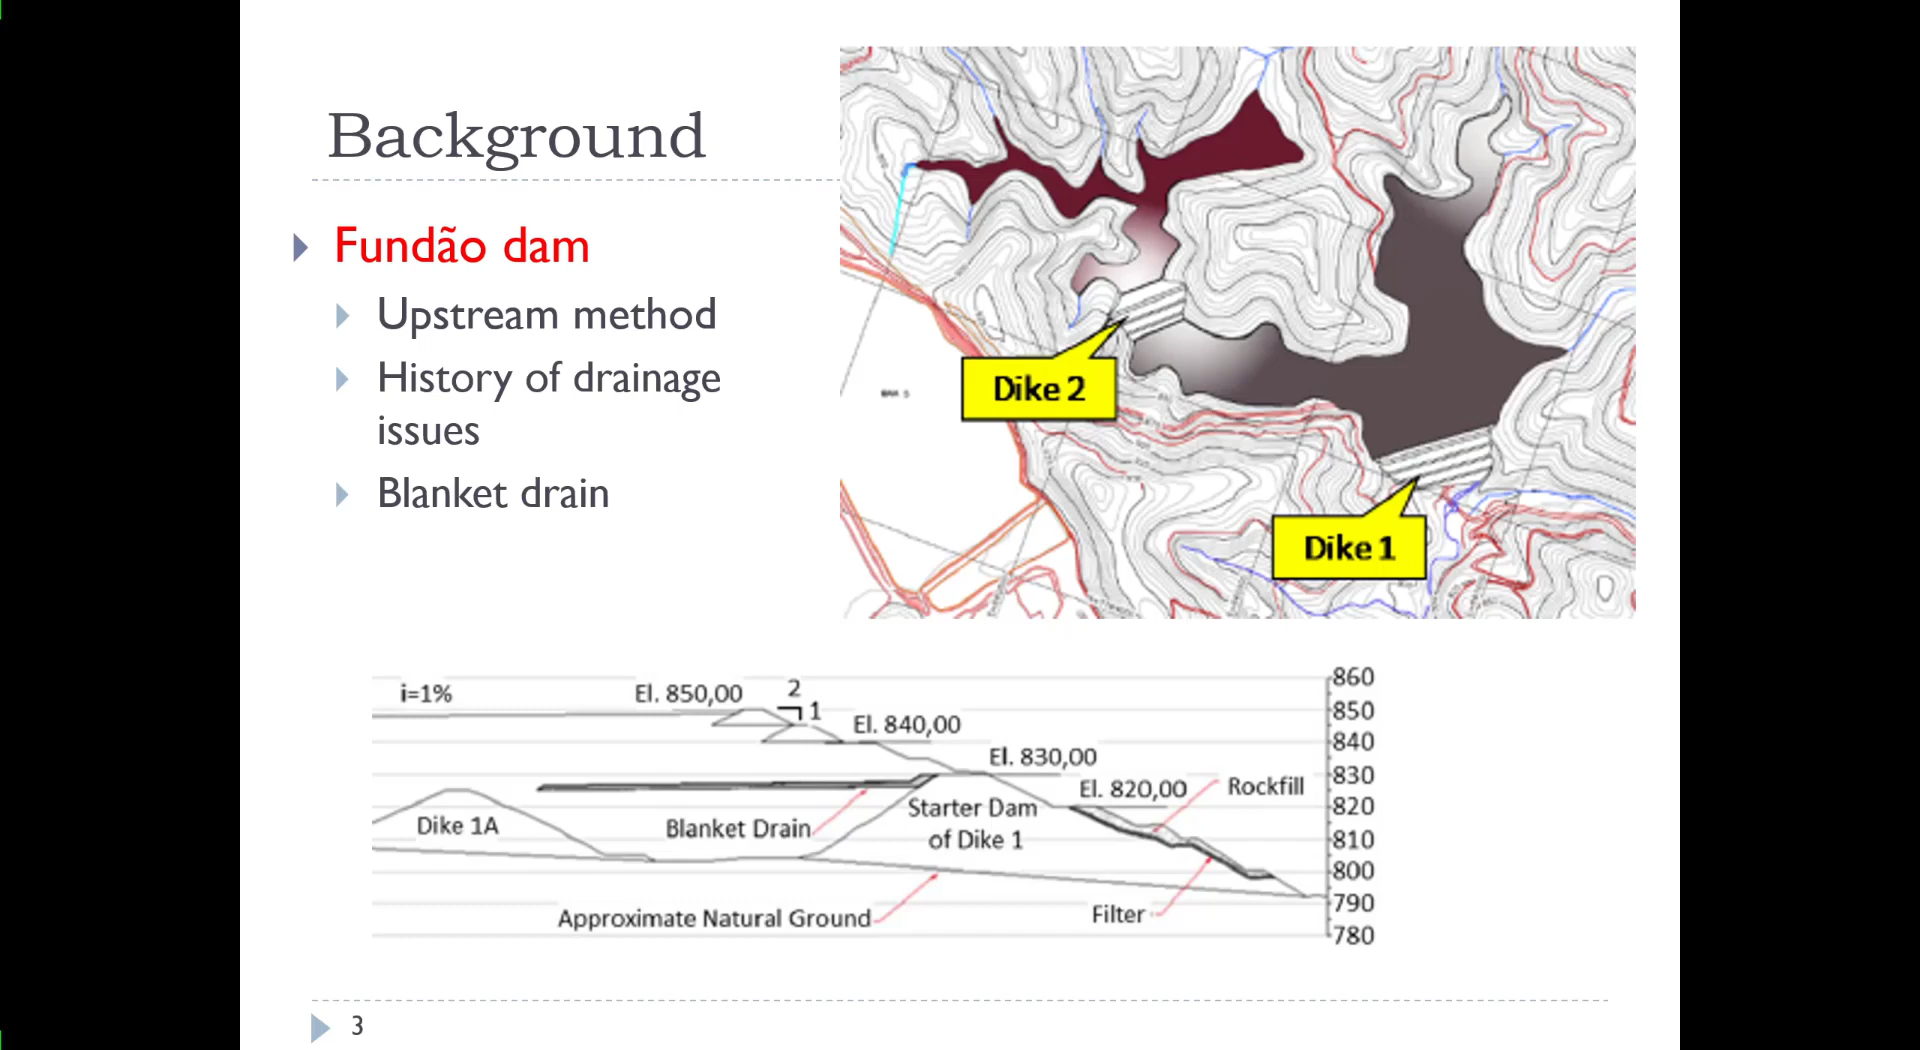 Background
Fundão dam
Upstream method
History of drainage
issues
Blanket drain
Dike 2
Dike 1
i=1%
El. 850,00
2
1
El. 840,00
El. 830,00
El. 820,00
Rockfill
Dike 1A
Blanket Drain
Starter Dam
of Dike 1
Approximate Natural Ground
Filter
860
850
840
830
820
810
800
790
780
3